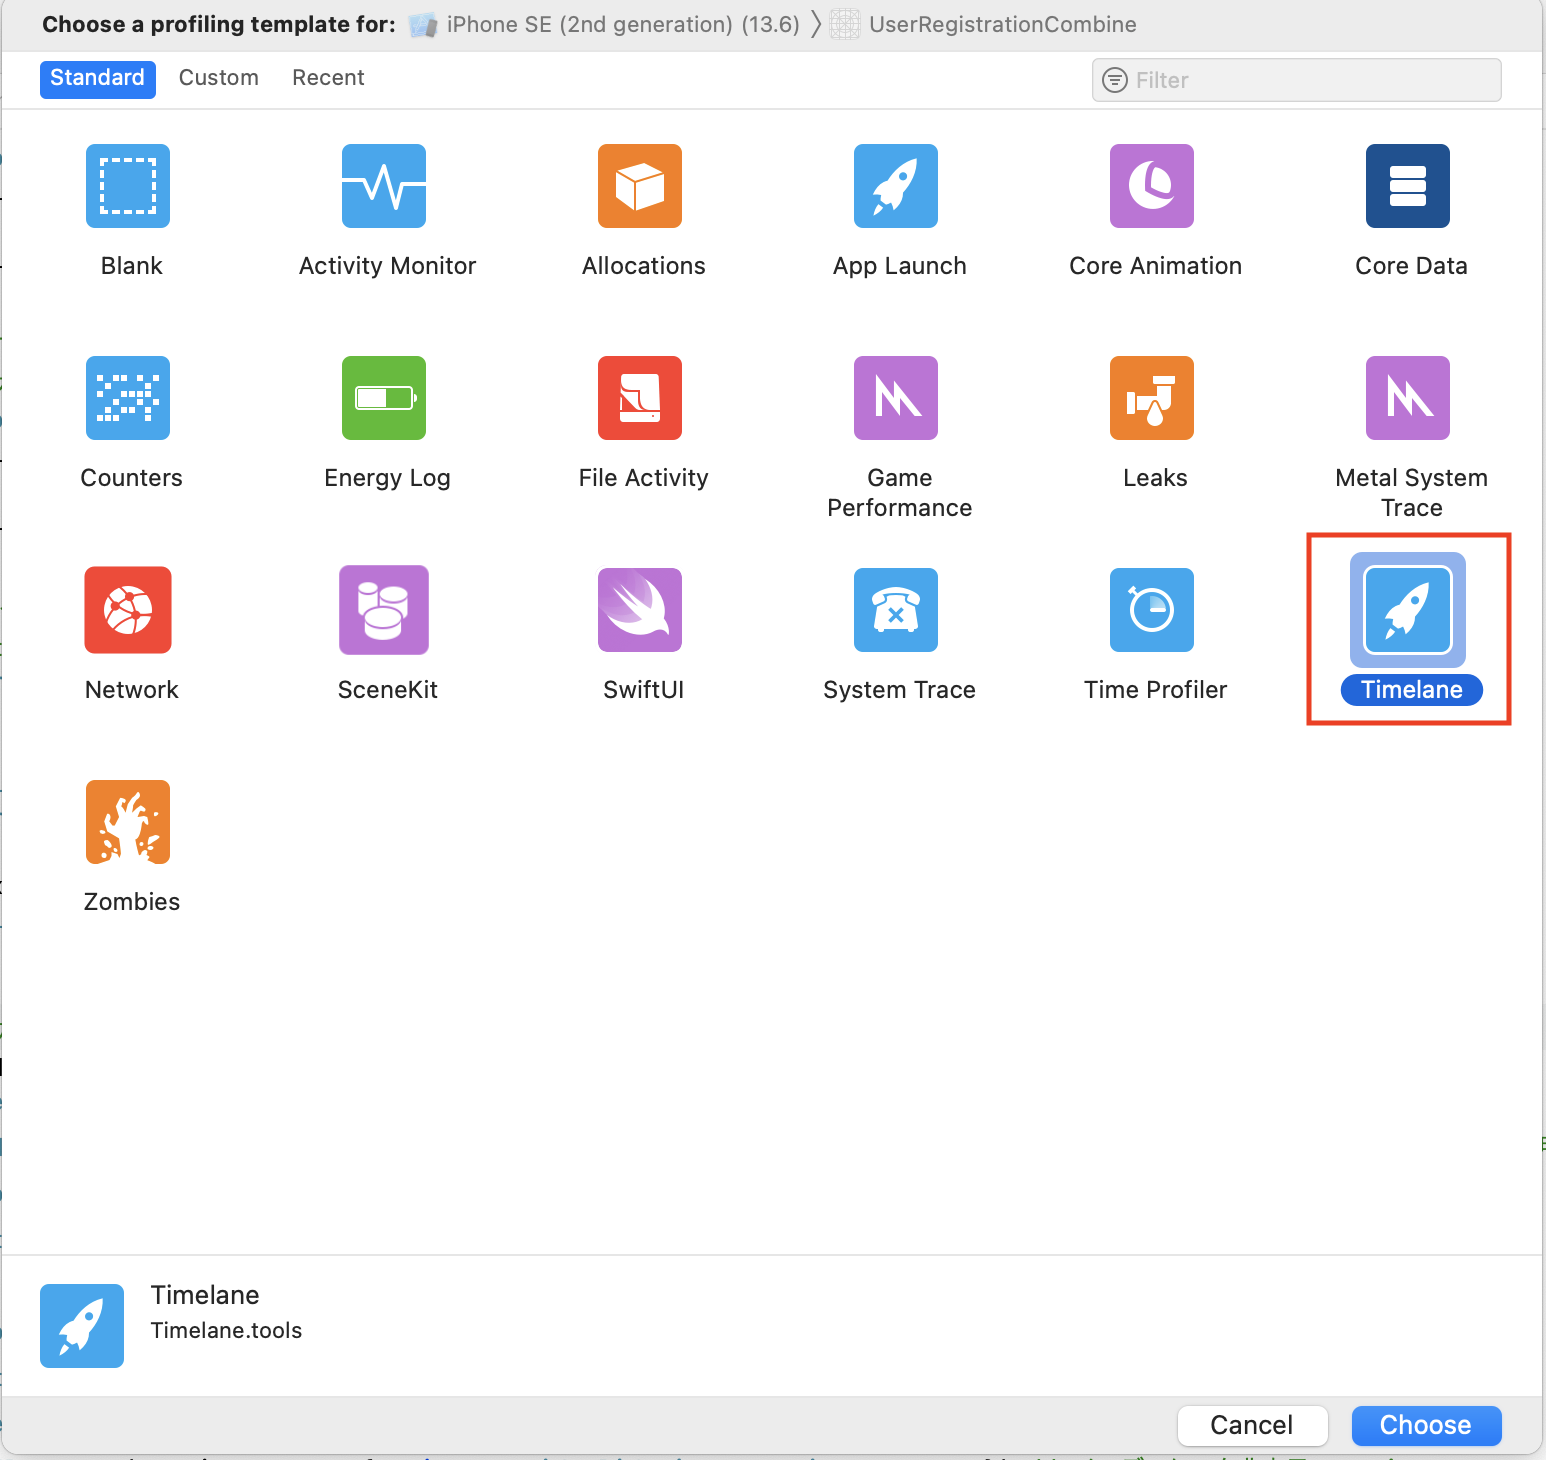 Choose a profiling template for: iPhone SE (2nd generation) (13.6) UserRegistrationCombine
Standard Custom Recent Filter
Blank Activity Monitor Allocations App Launch Core Animation Core Data
Counters Energy Log File Activity Game Performance Leaks Metal System Trace
Network SceneKit SwiftUI System Trace Time Profiler Timelane
Zombies
Timelane
Timelane.tools
Cancel Choose